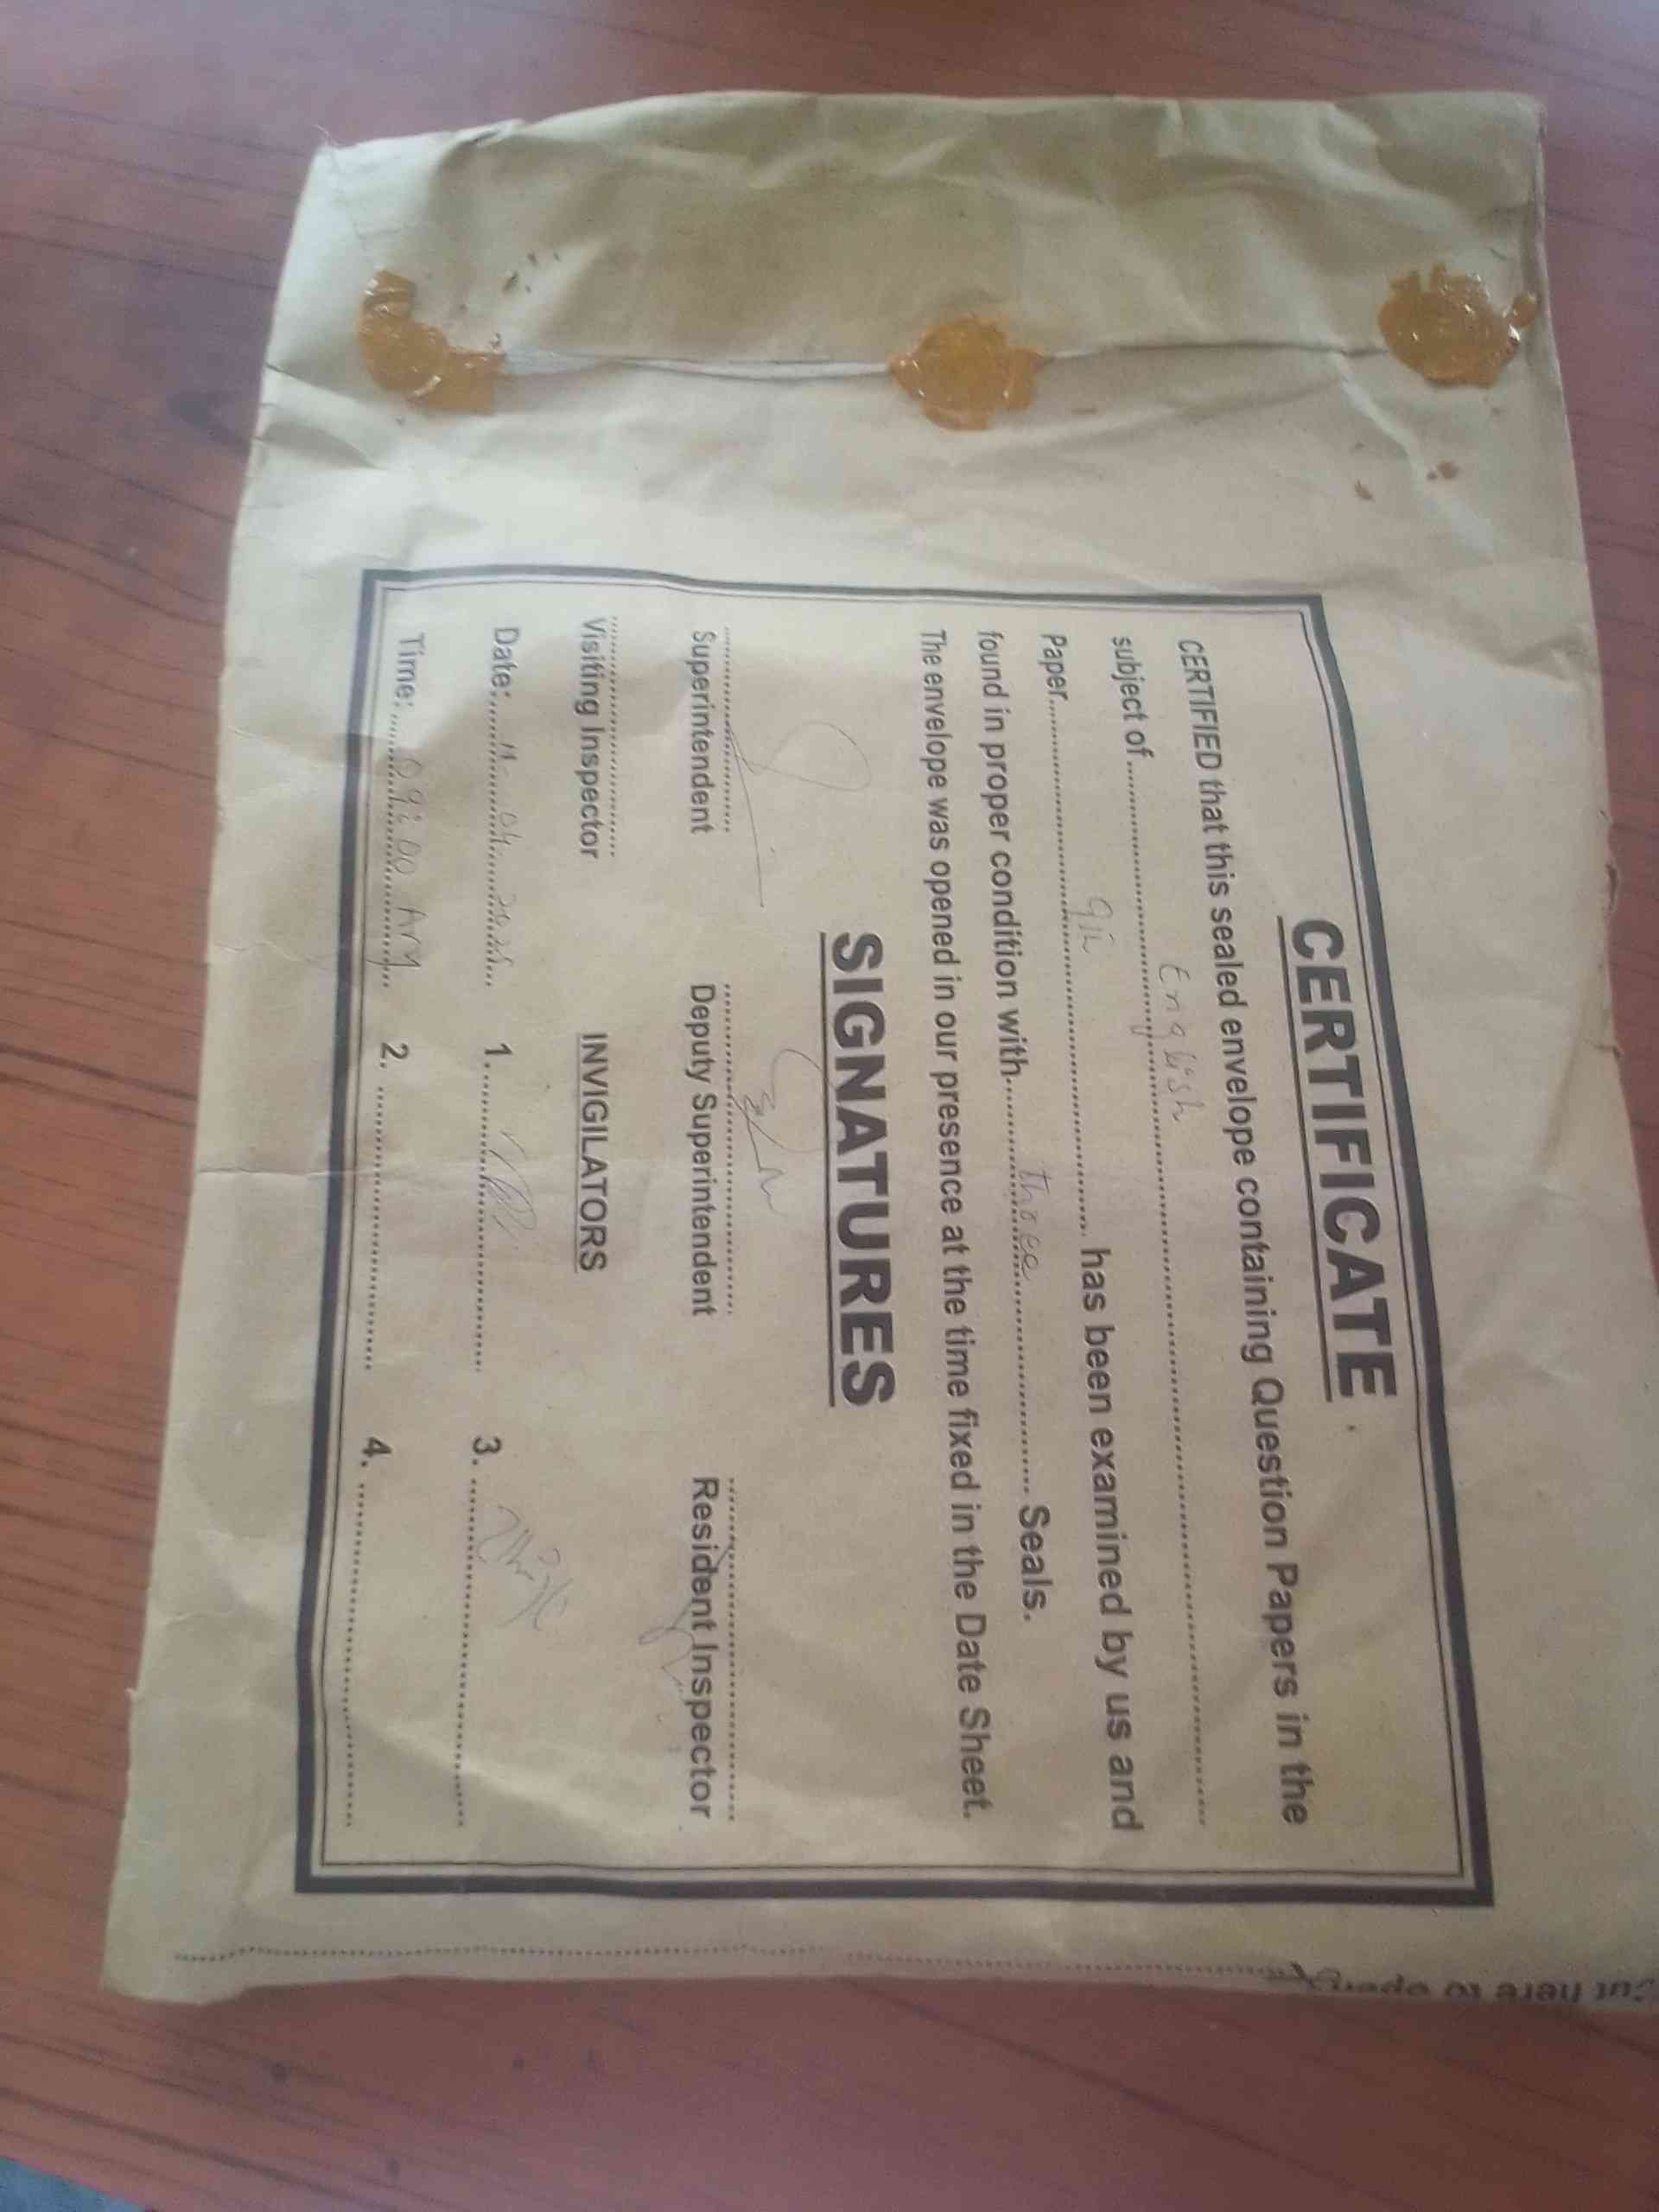 CERTIFICATE
CERTIFIED that this sealed envelope containing Question Papers in the
subject of English
Paper 9th has been examined by us and
found in proper condition with three Seals.
The envelope was opened in our presence at the time fixed in the Date Sheet.
SIGNATURES
Superintendent Deputy Superintendent Resident Inspector
Visiting Inspector INVIGILATORS
Date: 11-04-2025 1. 3.
Time: 09:00 AM 2. 4.
here to open